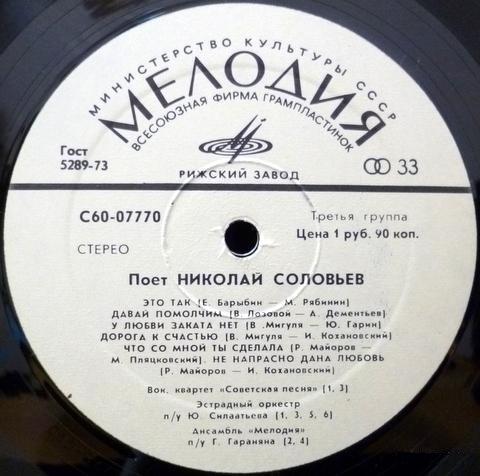 МИНИСТЕРСТВО КУЛЬТУРЫ СССР
МЕЛОДИЯ
ВСЕСОЮЗНАЯ ФИРМА ГРАМПЛАСТИНОК
Гост
5289-73
РИЖСКИЙ ЗАВОД
33
С60-07770
СТЕРЕО
Третья группа
Цена 1 руб. 90 коп.
Поет НИКОЛАЙ СОЛОВЬЕВ
ЭТО ТАК (Е. Барыбин — М. Рябинин)
ДАВАЙ ПОМОЛЧИМ (В. Лозовой — А. Дементьев)
У ЛЮБВИ ЗАКАТА НЕТ (В .Мигуля — Ю. Гарин)
ДОРОГА К СЧАСТЬЮ (В. Мигуля — И. Кохановский)
ЧТО СО МНОЙ ТЫ СДЕЛАЛА (Р. Майоров —
М. Пляцковский). НЕ НАПРАСНО ДАНА ЛЮБОВЬ
(Р. Майоров — И. Кохановский)
Вок. квартет «Советская песня» [1, 3]
Эстрадный оркестр
п/у Ю. Силаатьева [1, 3, 5, 6]
Ансамбль «Мелодия»
п/у Г. Гараняна [2, 4]